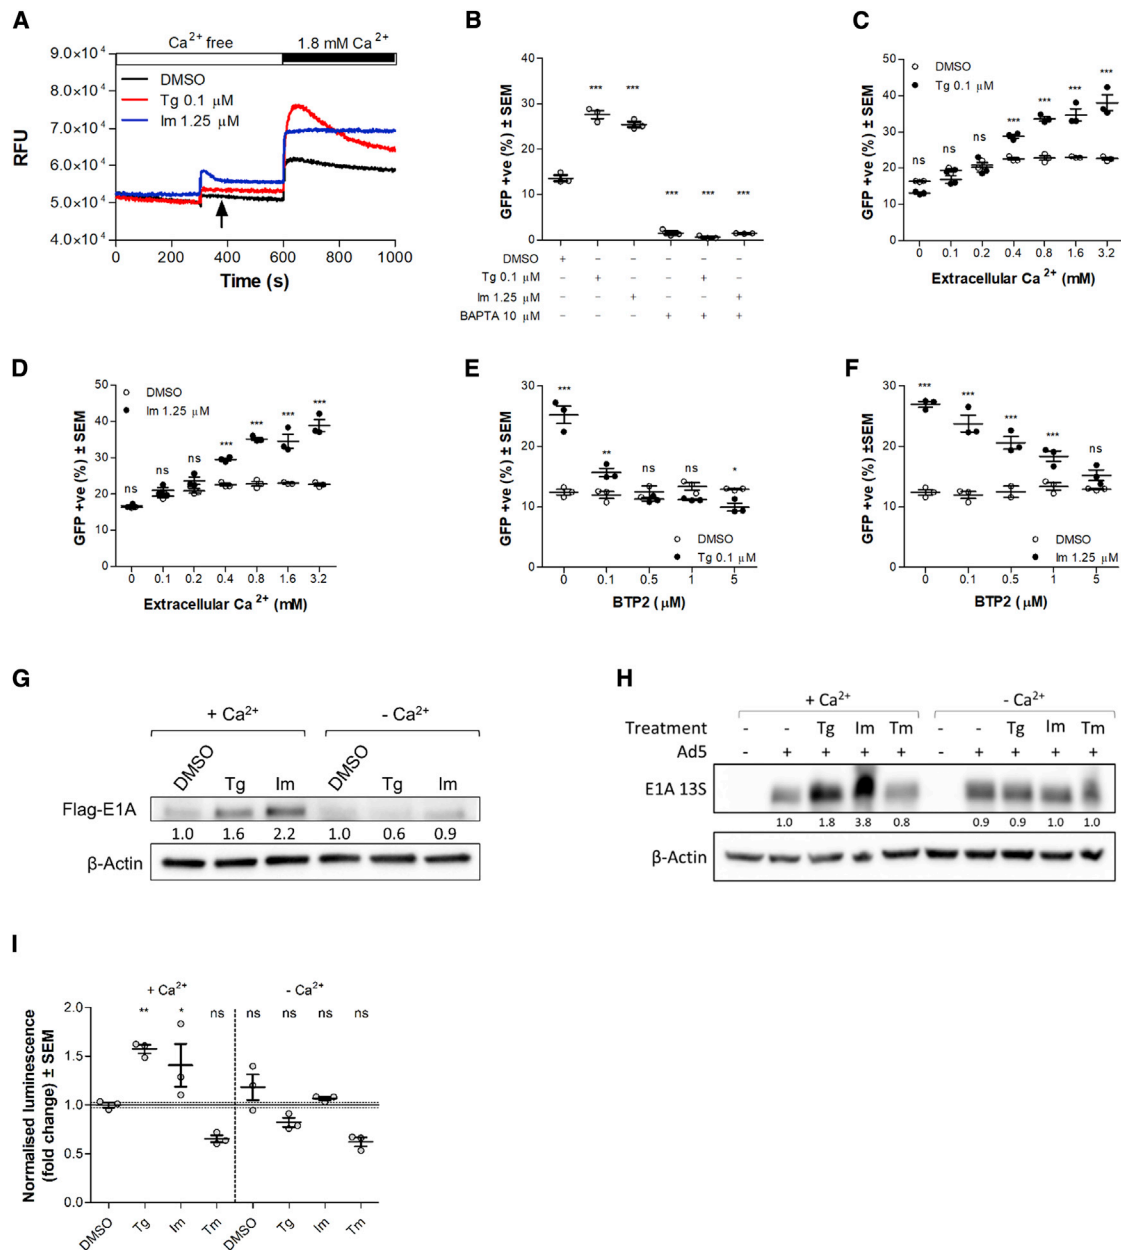 A
Ca2+ free
1.8 mM Ca2+
9.0×10^4
8.0×10^4
7.0×10^4
6.0×10^4
5.0×10^4
4.0×10^4
RFU
DMSO
Tg 0.1 μM
Im 1.25 μM
0 200 400 600 800 1000
Time (s)
B
GFP +ve (%) ± SEM
40
30
20
10
0
*** *** *** *** ***
DMSO + – – – – –
Tg 0.1 μM – + – – + –
Im 1.25 μM – – + – – +
BAPTA 10 μM – – – + + +
C
DMSO
Tg 0.1 μM
GFP +ve (%) ± SEM
50
40
30
20
10
0
ns ns ns *** *** *** ***
0 0.1 0.2 0.4 0.8 1.6 3.2
Extracellular Ca 2+ (mM)
D
DMSO
Im 1.25 μM
GFP +ve (%) ± SEM
50
40
30
20
10
0
ns ns ns *** *** *** ***
0 0.1 0.2 0.4 0.8 1.6 3.2
Extracellular Ca 2+ (mM)
E
GFP +ve (%) ± SEM
30
20
10
0
*** ** ns ns *
DMSO
Tg 0.1 μM
0 0.1 0.5 1 5
BTP2 ( μM)
F
GFP +ve (%) ±SEM
30
20
10
0
*** *** *** *** ns
DMSO
Im 1.25 μM
0 0.1 0.5 1 5
BTP2 ( μM)
G
+ Ca2+ - Ca2+
DMSO Tg Im DMSO Tg Im
Flag-E1A
1.0 1.6 2.2 1.0 0.6 0.9
β-Actin
H
+ Ca2+ - Ca2+
Treatment - - Tg Im Tm - - Tg Im Tm
Ad5 - + + + + - + + + +
E1A 13S
1.0 1.8 3.8 0.8 0.9 0.9 1.0 1.0
β-Actin
I
+ Ca2+ - Ca2+
Normalised luminescence
(fold change) ± SEM
2.0
1.5
1.0
0.5
0.0
** * ns ns ns ns ns
DMSO Tg Im Tm DMSO Tg Im Tm